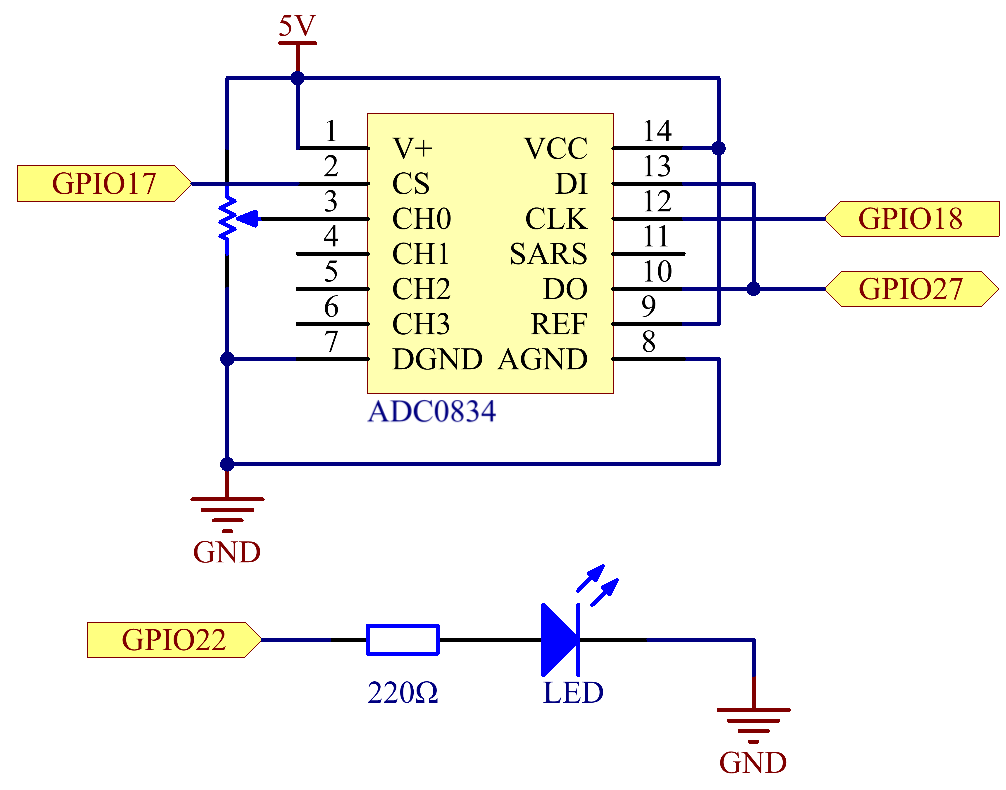 5V
1 V+ VCC 14
2 CS DI 13
GPIO17
3 CH0 CLK 12
GPIO18
4 CH1 SARS 11
5 CH2 DO 10
GPIO27
6 CH3 REF 9
7 DGND AGND 8
ADC0834
GND
GPIO22
220Ω LED
GND